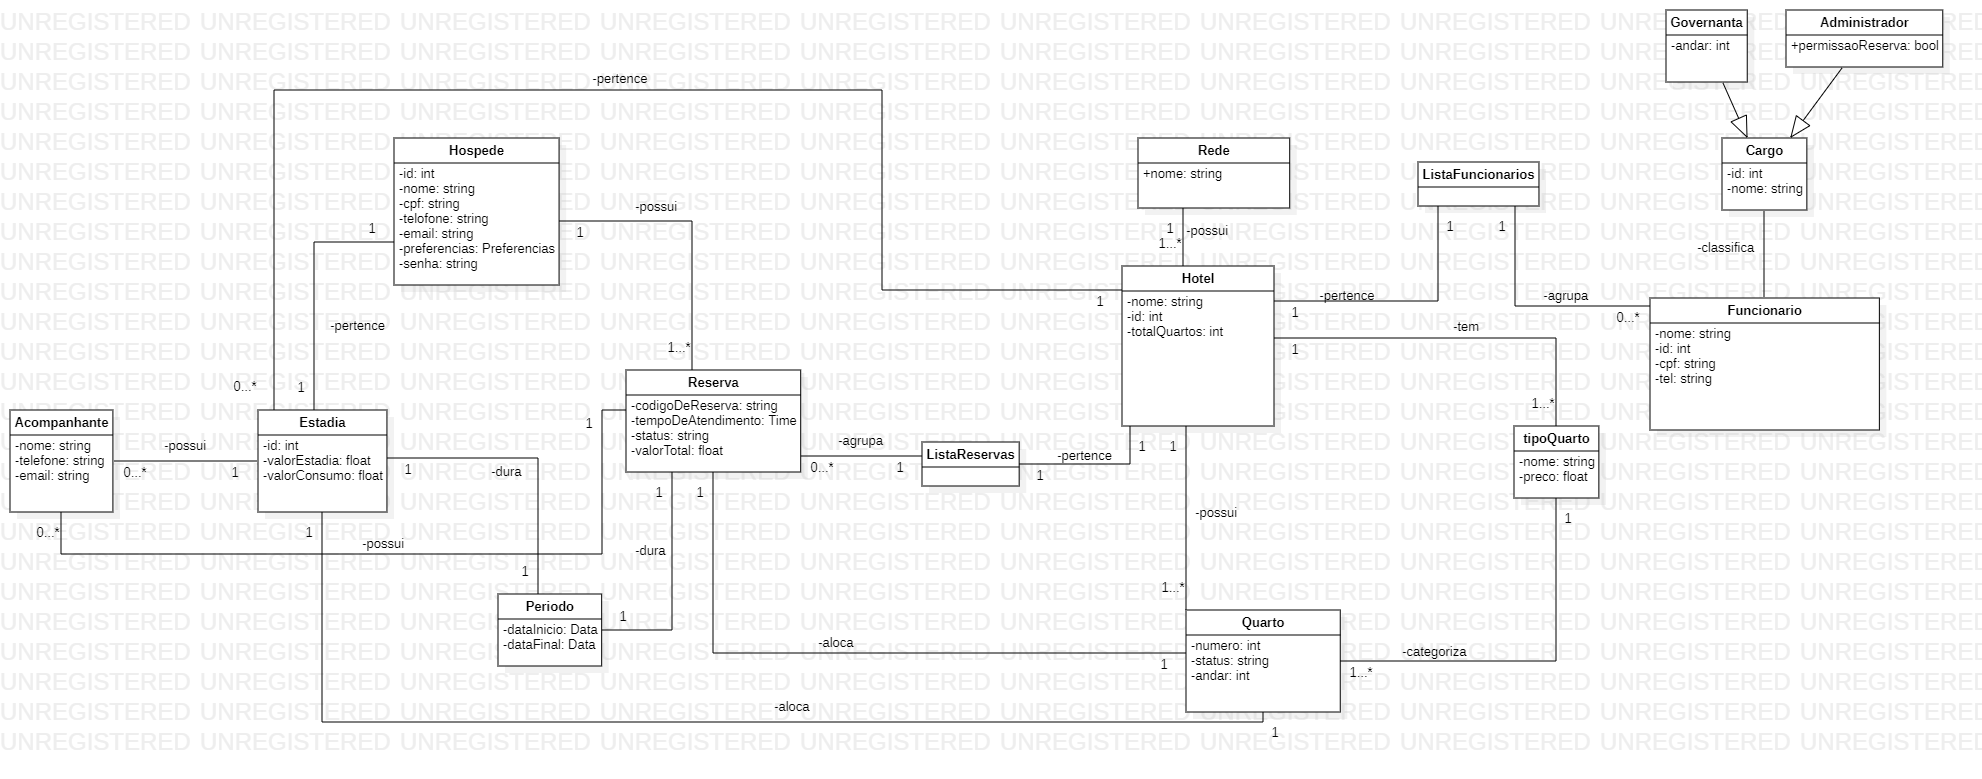 Governanta
-andar: int
Administrador
+permissaoReserva: bool
-pertence
Hospede
-id: int
-nome: string
-cpf: string
-telofone: string
-email: string
-preferencias: Preferencias
-senha: string
Rede
+nome: string
ListaFuncionarios
Cargo
-id: int
-nome: string
-possui
1
1
1
-possui
1...*
1
1
-classifica
Hotel
-nome: string
-id: int
-totalQuartos: int
1
-pertence
1
-agrupa
0...*
Funcionario
-nome: string
-id: int
-cpf: string
-tel: string
-pertence
-tem
1
1...*
1...*
0...*
1
Reserva
-codigoDeReserva: string
-tempoDeAtendimento: Time
-status: string
-valorTotal: float
Acompanhante
-nome: string
-telefone: string
-email: string
-possui
0...*
1
Estadia
-id: int
-valorEstadia: float
-valorConsumo: float
1
-dura
1
-agrupa
0...*
1
ListaReservas
-pertence
1
1
1
tipoQuarto
-nome: string
-preco: float
1
1
1
-possui
0...*
1
-possui
-dura
1
1
Periodo
-dataInicio: Data
-dataFinal: Data
1...*
Quarto
-numero: int
-status: string
-andar: int
-aloca
1
-categoriza
1...*
-aloca
1
UNREGISTERED